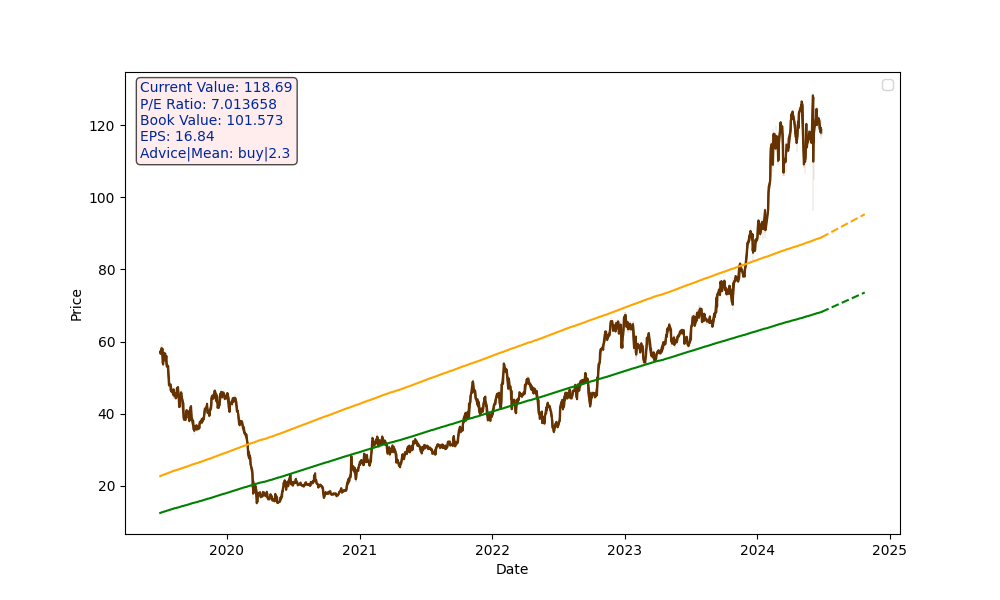 Current Value: 118.69
P/E Ratio: 7.013658
Book Value: 101.573
EPS: 16.84
Advice|Mean: buy|2.3
120
100
80
60
40
20
Price
2020
2021
2022
2023
2024
2025
Date